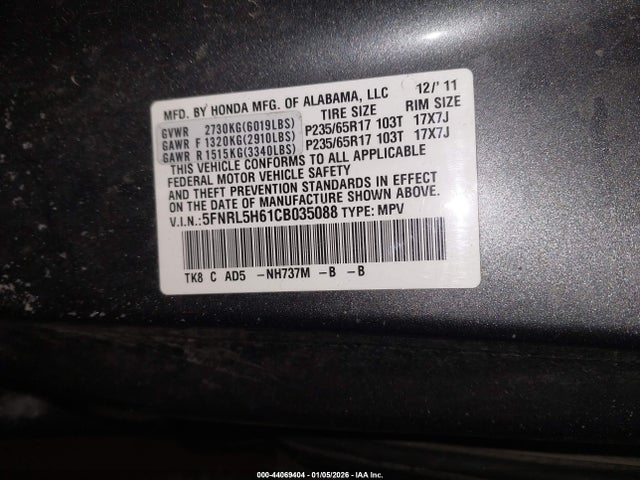 MFD. BY HONDA MFG. OF ALABAMA, LLC 12/'11
TIRE SIZE RIM SIZE
GVWR 2730KG(6019LBS)
GAWR F 1320KG(2910LBS) P235/65R17 103T 17X7J
GAWR R 1515KG(3340LBS) P235/65R17 103T 17X7J
THIS VEHICLE CONFORMS TO ALL APPLICABLE
FEDERAL MOTOR VEHICLE SAFETY
AND THEFT PREVENTION STANDARDS IN EFFECT
ON THE DATE OF MANUFACTURE SHOWN ABOVE.
V.I.N.:5FNRL5H61CB035088 TYPE: MPV
TK8 C AD5 -NH737M -B -B
000-44069404 - 01/05/2026 - IAA Inc.